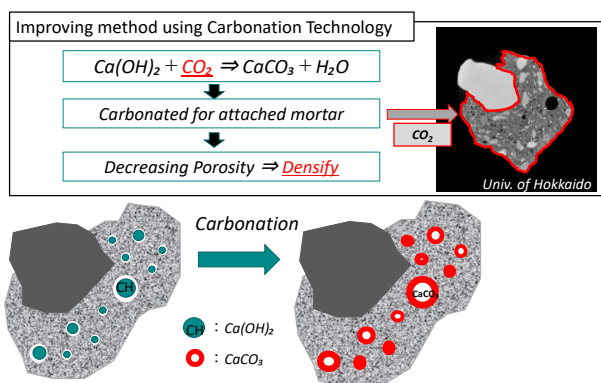 Improving method using Carbonation Technology
Ca(OH)₂ + CO₂ ⇒ CaCO₃ + H₂O
Carbonated for attached mortar
CO₂
Decreasing Porosity ⇒ Densify
Univ. of Hokkaido
Carbonation
CH
CaCO₃
CH : Ca(OH)₂
: CaCO₃